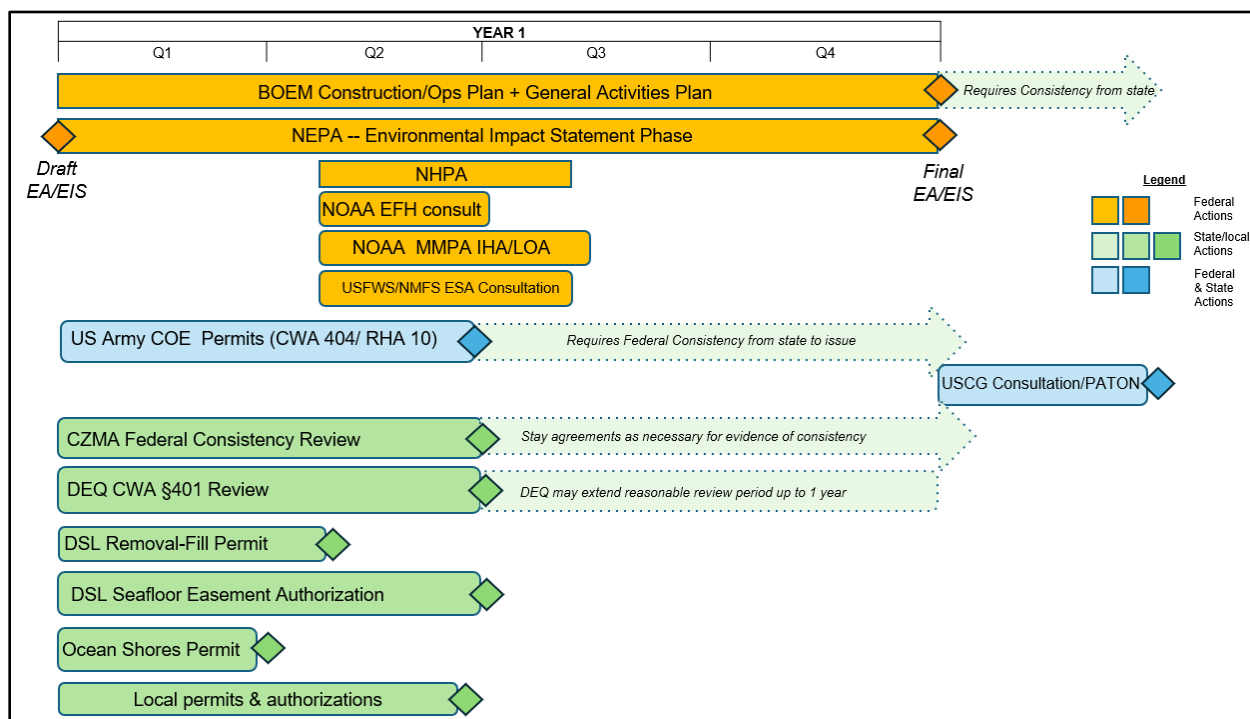 YEAR 1
Q1
Q2
Q3
Q4
BOEM Construction/Ops Plan + General Activities Plan
Requires Consistency from state
NEPA -- Environmental Impact Statement Phase
Draft
EA/EIS
Final
EA/EIS
NHPA
NOAA EFH consult
NOAA MMPA IHA/LOA
USFWS/NMFS ESA Consultation
Legend
Federal
Actions
State/local
Actions
Federal
& State
Actions
US Army COE Permits (CWA 404/ RHA 10)
Requires Federal Consistency from state to issue
USCG Consultation/PATON
CZMA Federal Consistency Review
Stay agreements as necessary for evidence of consistency
DEQ CWA §401 Review
DEQ may extend reasonable review period up to 1 year
DSL Removal-Fill Permit
DSL Seafloor Easement Authorization
Ocean Shores Permit
Local permits & authorizations